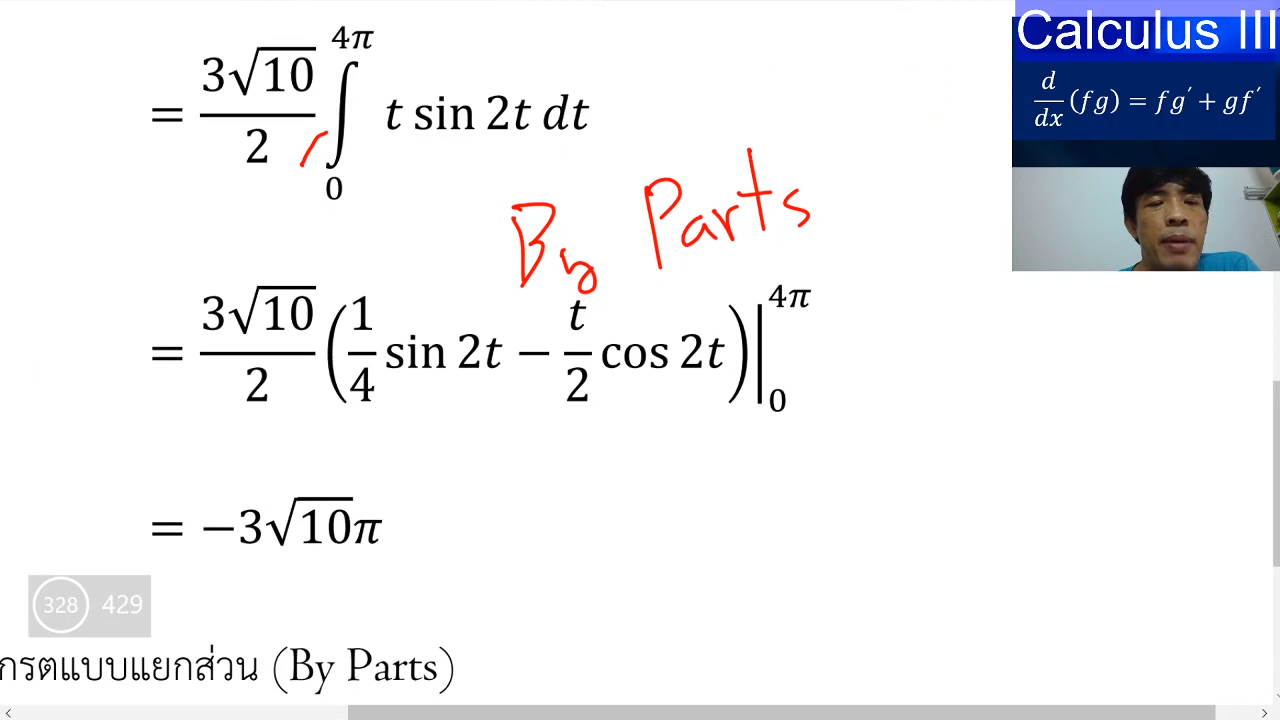 Calculus III
d/dx (fg) = fg′ + gf′
= 3√10/2 ∫₀^4π t sin 2t dt
By Parts
= 3√10/2 (1/4 sin 2t − t/2 cos 2t)|₀^4π
= −3√10π
328 429
กรตแบบแยกส่วน (By Parts)